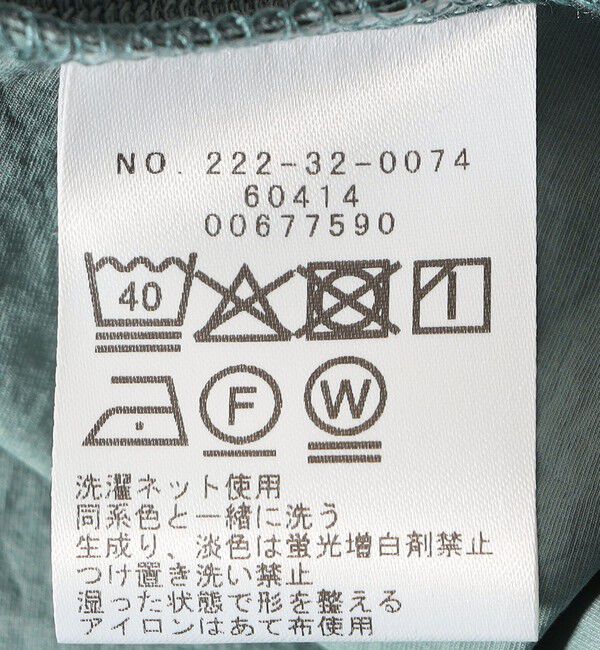 NO. 222-32-0074
60414
00677590
40
F W
洗濯ネット使用
同系色と一緒に洗う
生成り、淡色は蛍光増白剤禁止
つけ置き洗い禁止
湿った状態で形を整える
アイロンはあて布使用